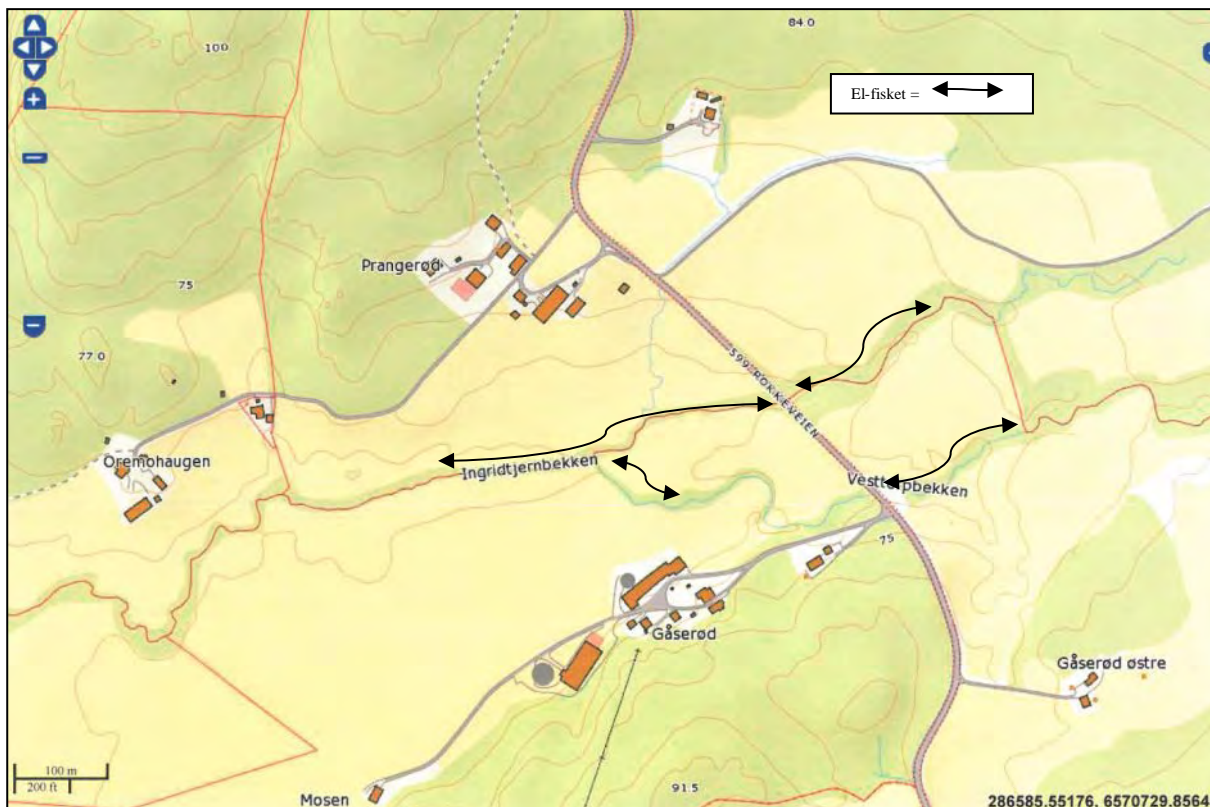 100
84.0
El-fisket =
Prangerød
75
77.0
599 ROKKEVEIEN
Oremohaugen
Ingridtjernbekken
Vesttorpbekken
75
Gåserød
Gåserød østre
100 m
200 ft
Mosen
91.5
286585.55176, 6570729.8564